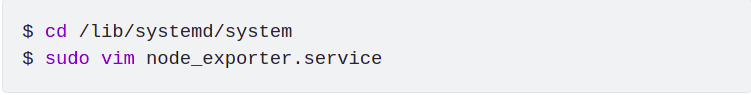 $ cd /lib/systemd/system
$ sudo vim node_exporter.service